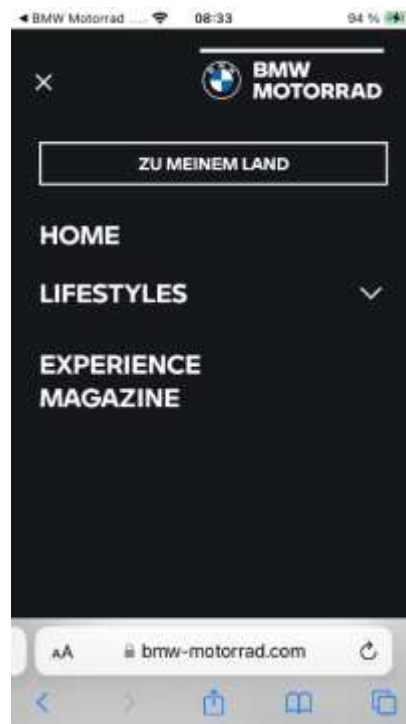 ◀ BMW Motorrad .... 08:33 94 %
BMW
MOTORRAD
ZU MEINEM LAND
HOME
LIFESTYLES
EXPERIENCE
MAGAZINE
AA bmw-motorrad.com